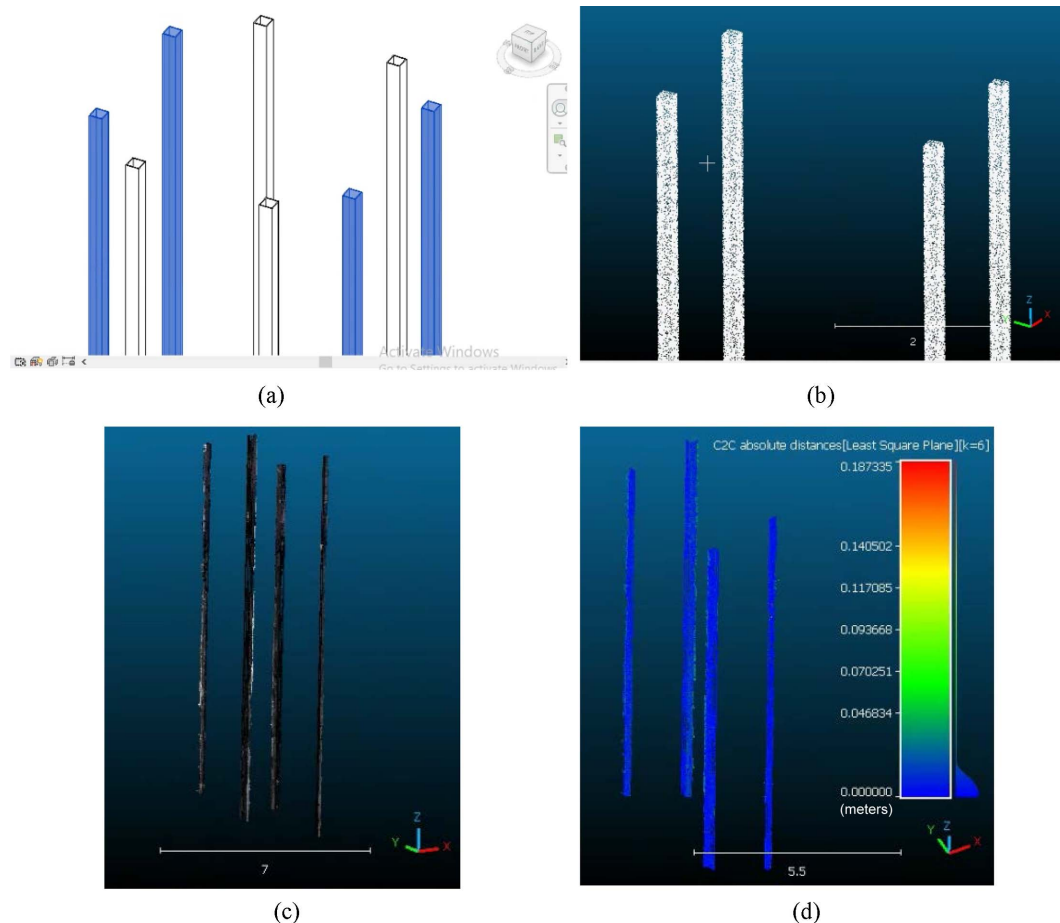 Activate Windows
Go to Settings to activate Windows
(a)
Z
X
2
(b)
Z
Y
X
7
(c)
C2C absolute distances[Least Square Plane][k=6]
0.187335
0.140502
0.117085
0.093668
0.070251
0.046834
0.000000
(meters)
Z
Y
X
5.5
(d)